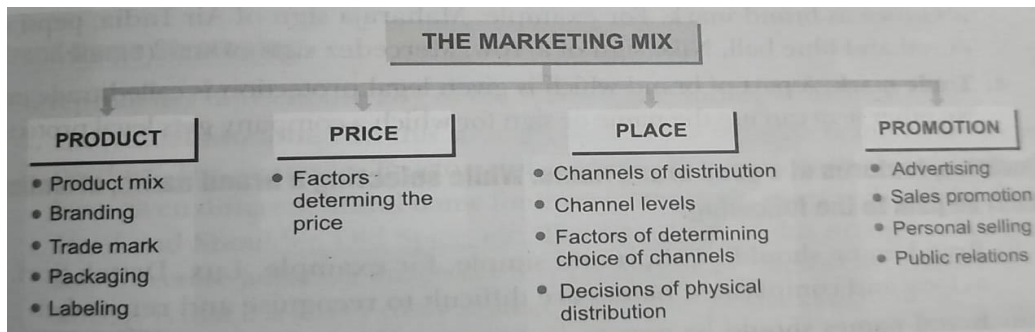 THE MARKETING MIX
PRODUCT
• Product mix
• Branding
• Trade mark
• Packaging
• Labeling
PRICE
• Factors
determining the
price
PLACE
• Channels of distribution
• Channel levels
• Factors of determining
choice of channels
• Decisions of physical
distribution
PROMOTION
• Advertising
• Sales promotion
• Personal selling
• Public relations